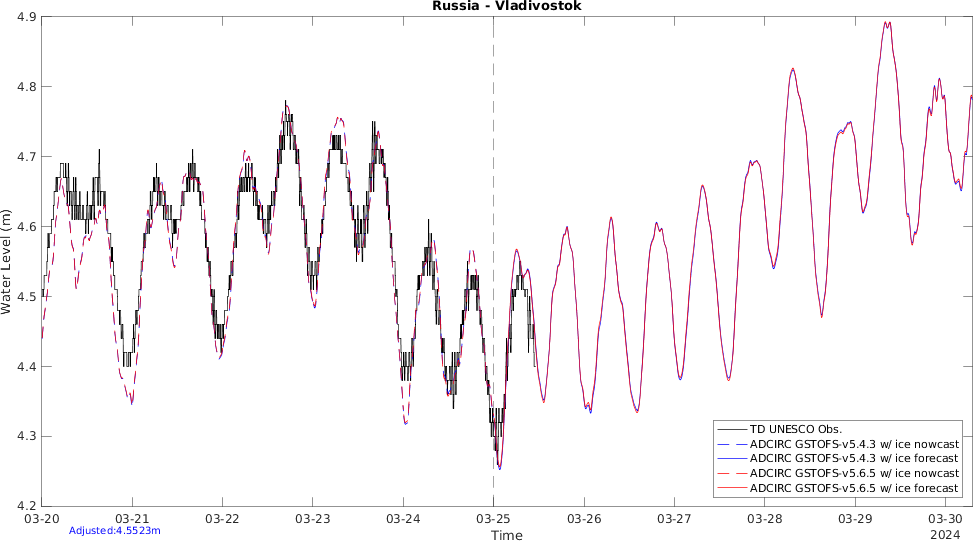 Russia - Vladivostok
4.9
4.8
4.7
4.6
4.5
4.4
4.3
4.2
Water Level (m)
03-20
03-21
03-22
03-23
03-24
03-25
03-26
03-27
03-28
03-29
03-30
2024
Time
Adjusted:4.5523m
TD UNESCO Obs.
ADCIRC GSTOFS-v5.4.3 w/ ice nowcast
ADCIRC GSTOFS-v5.4.3 w/ ice forecast
ADCIRC GSTOFS-v5.6.5 w/ ice nowcast
ADCIRC GSTOFS-v5.6.5 w/ ice forecast